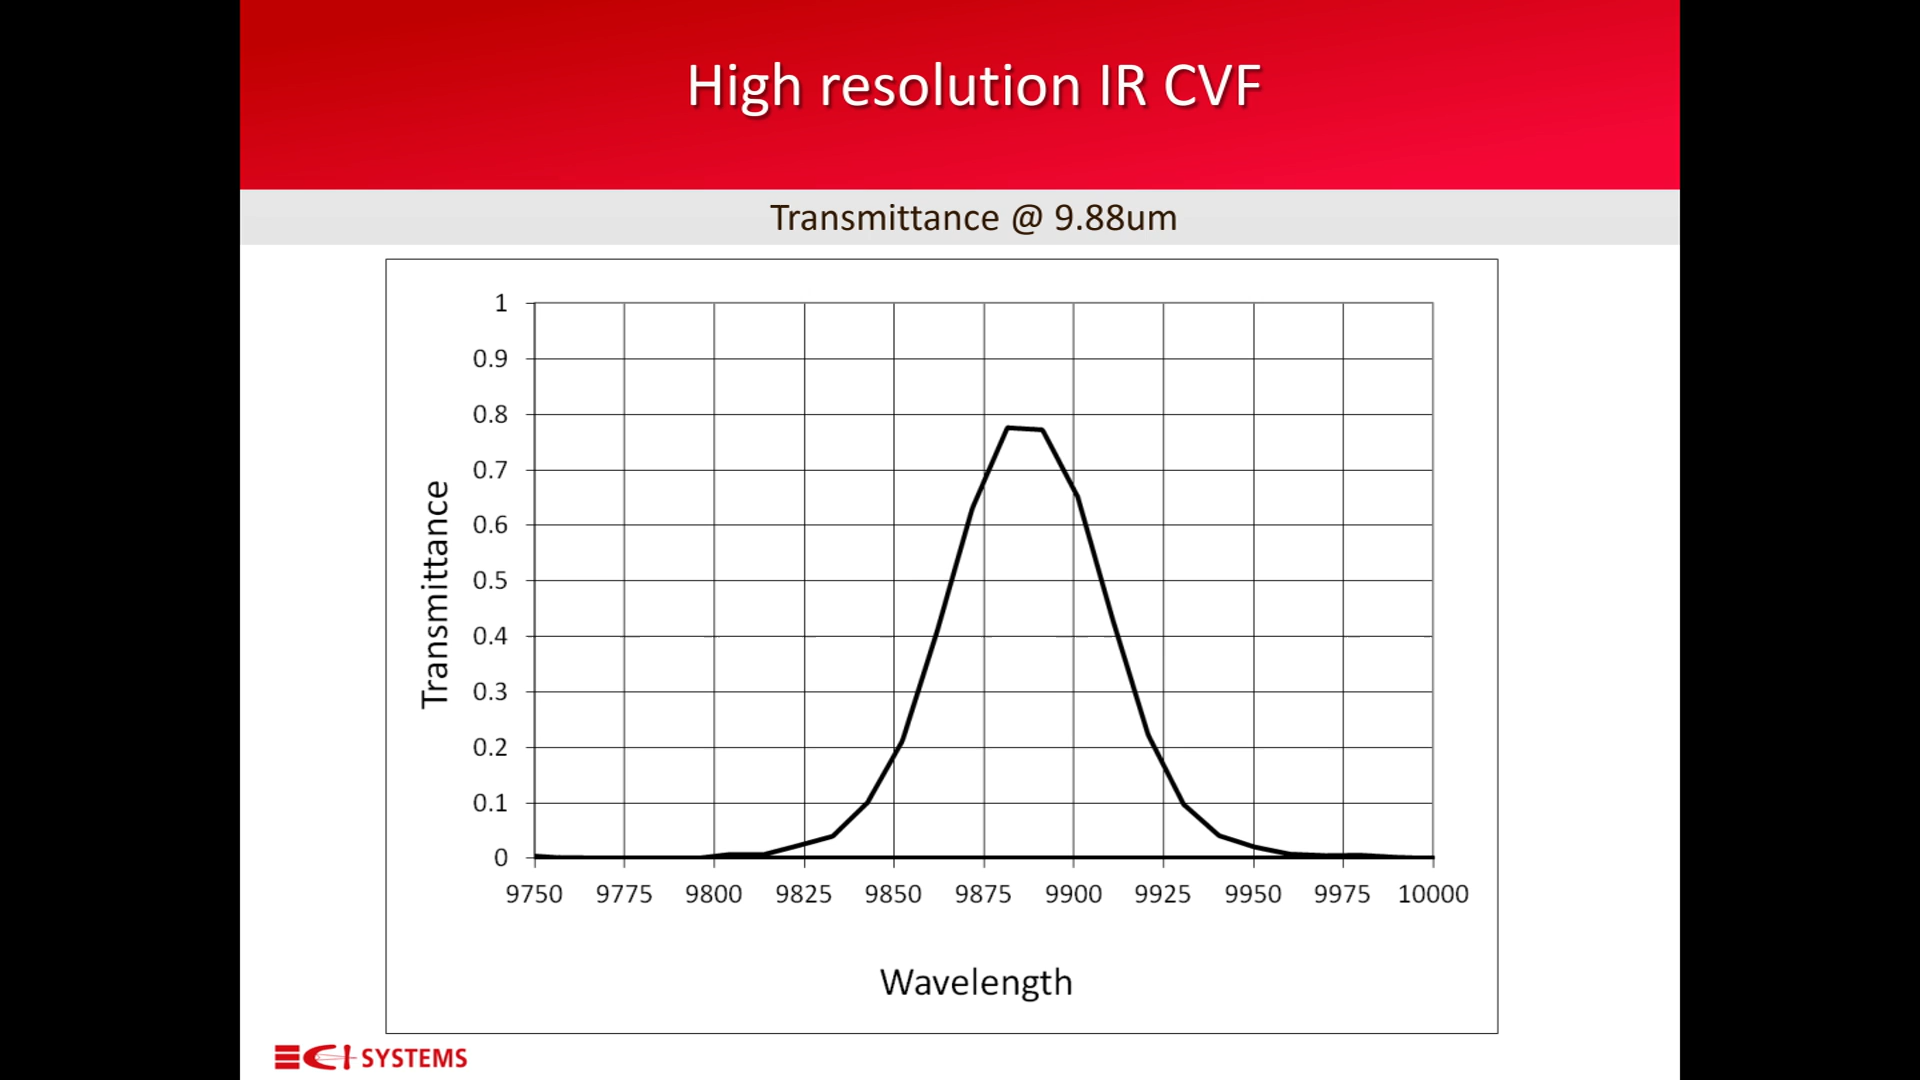 High resolution IR CVF
Transmittance @ 9.88um
1
0.9
0.8
0.7
0.6
0.5
0.4
0.3
0.2
0.1
0
Transmittance
9750 9775 9800 9825 9850 9875 9900 9925 9950 9975 10000
Wavelength
CI SYSTEMS